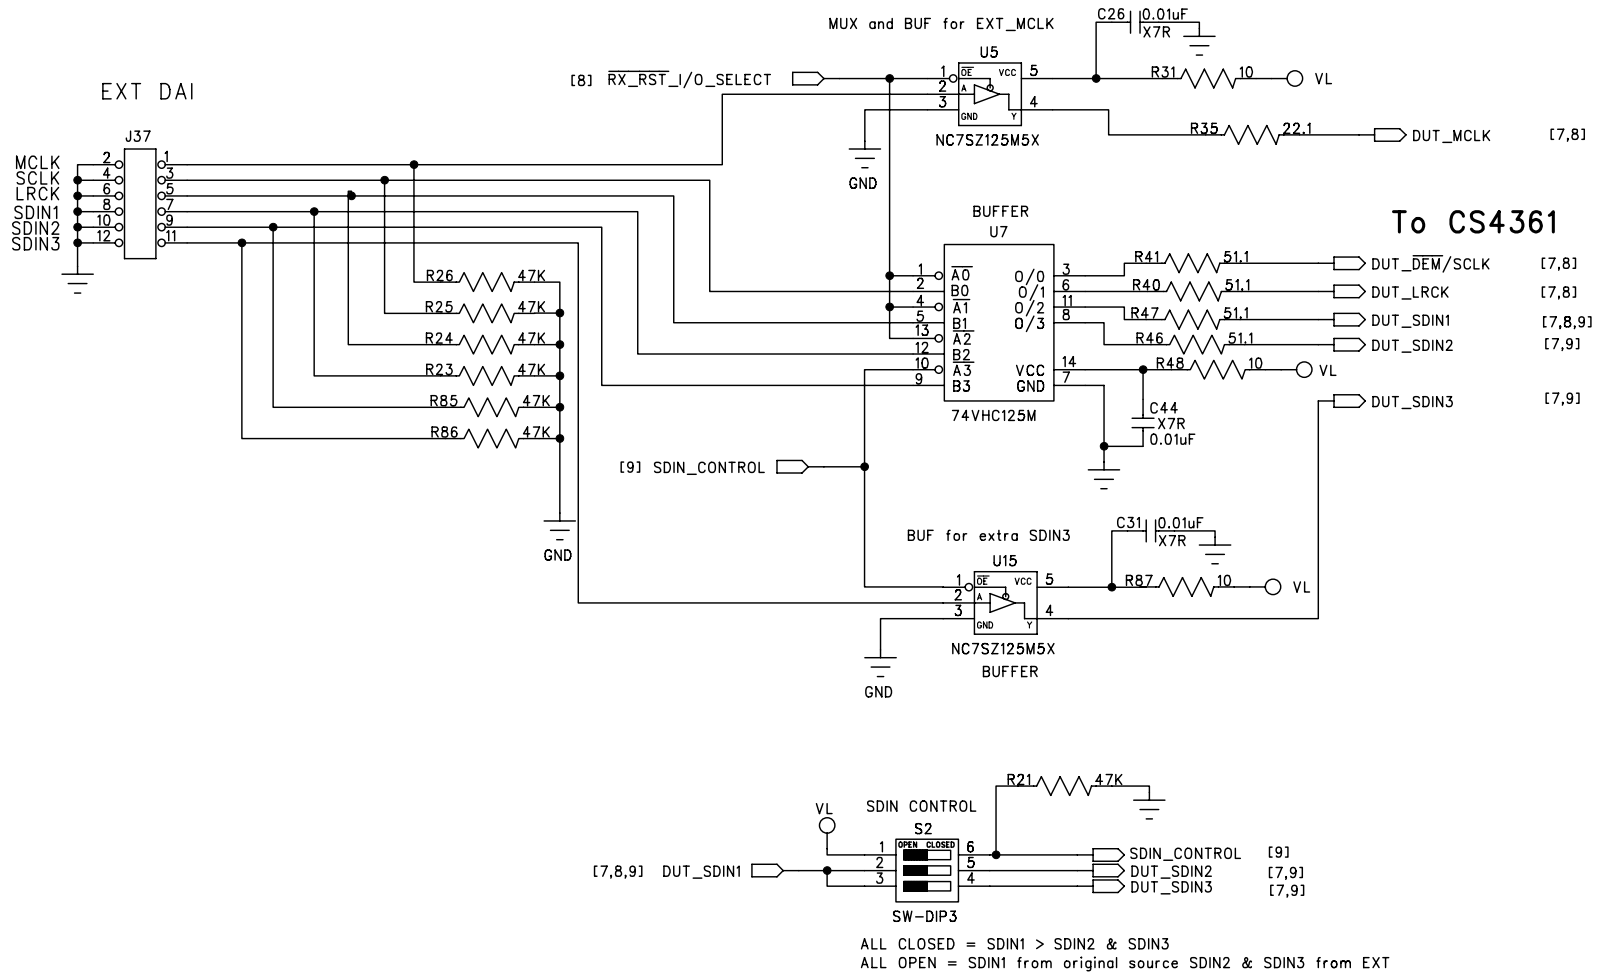 MUX and BUF for EXT_MCLK
C26 0.01uF
X7R
U5
[8] RX_RST_I/O_SELECT
1 OE VCC 5
2 A
3 GND Y 4
NC7SZ125M5X
R31 10 VL
R35 22.1 DUT_MCLK [7,8]
GND
EXT DAI
J37
MCLK 2 1
SCLK 4 3
LRCK 6 5
SDIN1 8 7
SDIN2 10 9
SDIN3 12 11
R26 47K
R25 47K
R24 47K
R23 47K
R85 47K
R86 47K
GND
BUFFER
U7
To CS4361
1 A0 O/0 3
2 B0 O/1 6
4 A1 O/2 11
5 B1 O/3 8
13 A2
12 B2
10 A3 VCC 14
9 B3 GND 7
74VHC125M
R41 51.1 DUT_DEM/SCLK [7,8]
R40 51.1 DUT_LRCK [7,8]
R47 51.1 DUT_SDIN1 [7,8,9]
R46 51.1 DUT_SDIN2 [7,9]
R48 10 VL
DUT_SDIN3 [7,9]
C44
X7R
0.01uF
[9] SDIN_CONTROL
BUF for extra SDIN3
C31 0.01uF
X7R
U15
1 OE VCC 5
2 A
3 GND Y 4
R87 10 VL
NC7SZ125M5X
BUFFER
GND
R21 47K
VL
SDIN CONTROL
S2
OPEN CLOSED
1 6 SDIN_CONTROL [9]
[7,8,9] DUT_SDIN1 2 5 DUT_SDIN2 [7,9]
3 4 DUT_SDIN3 [7,9]
SW-DIP3
ALL CLOSED = SDIN1 > SDIN2 & SDIN3
ALL OPEN = SDIN1 from original source SDIN2 & SDIN3 from EXT